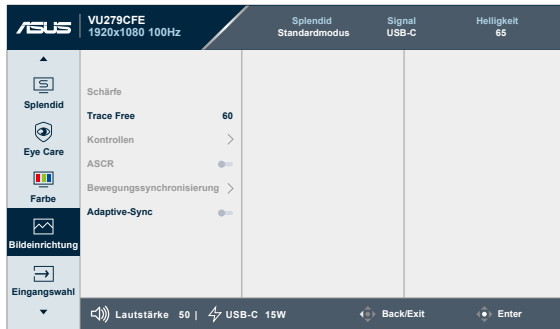 ASUS
VU279CFE
1920x1080 100Hz
Splendid
Standardmodus
Signal
USB-C
Helligkeit
65
Splendid
Eye Care
Farbe
Bildeinrichtung
Eingangswahl
Schärfe
Trace Free 60
Kontrollen
ASCR
Bewegungssynchronisierung
Adaptive-Sync
Lautstärke 50 | USB-C 15W
Back/Exit
Enter